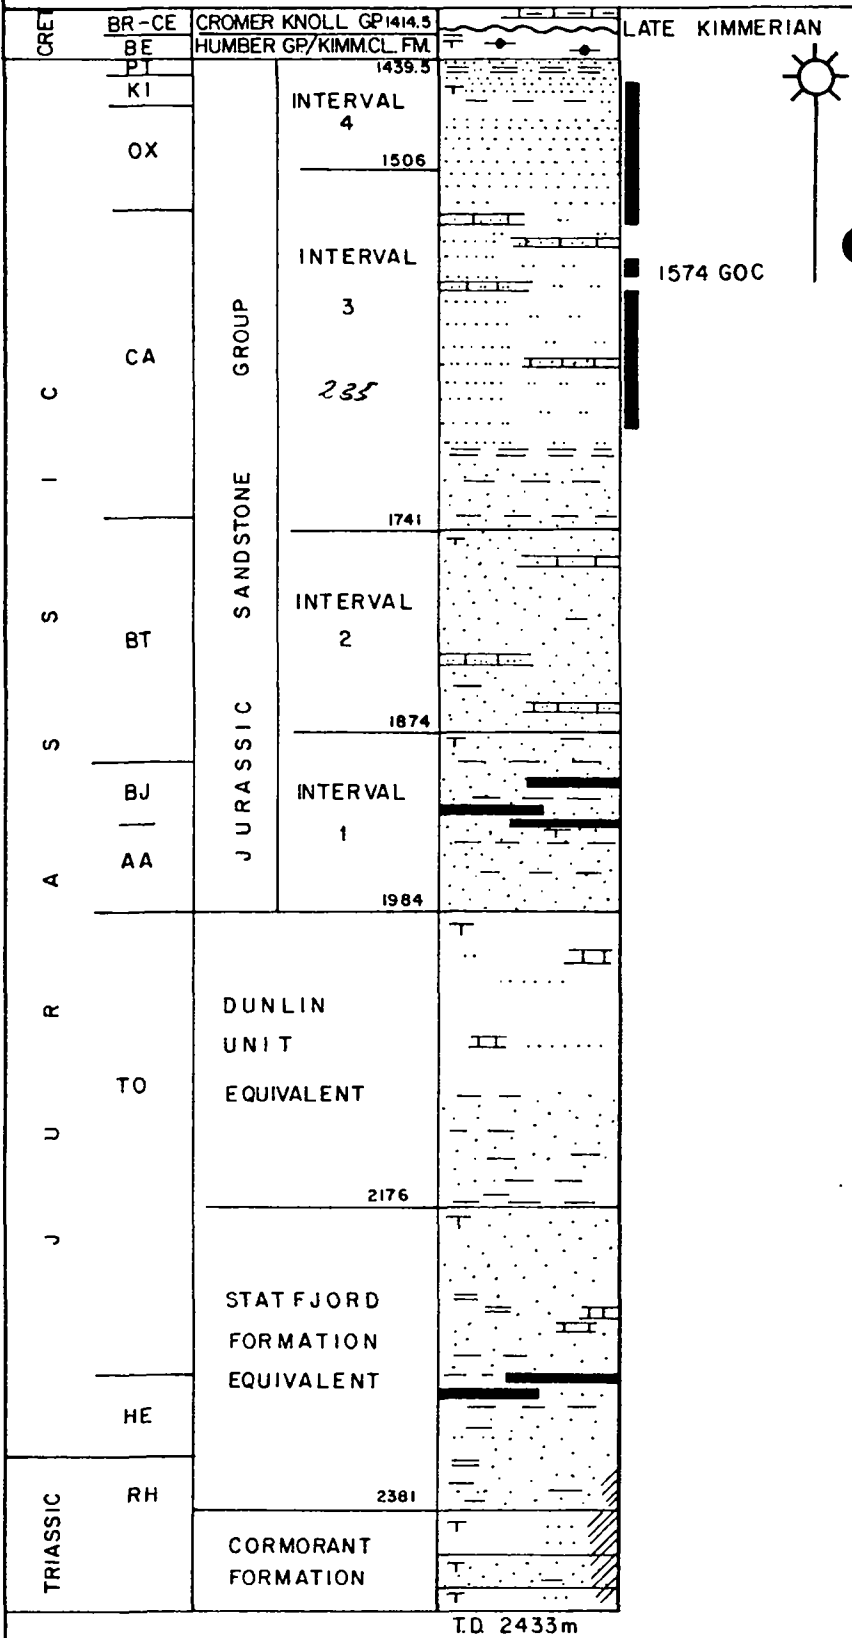 CRET
BR-CE
CROMER KNOLL GP 1414.5
LATE KIMMERIAN
BE
HUMBER GP/KIMM.CL. FM.
PT
1439.5
KI
INTERVAL
4
OX
1506
INTERVAL
3
1574 GOC
CA
235
1741
INTERVAL
2
BT
1874
BJ
INTERVAL
1
AA
1984
JURASSIC SANDSTONE GROUP
JURASSIC
DUNLIN
UNIT
EQUIVALENT
TO
2176
STATFJORD
FORMATION
EQUIVALENT
HE
RH
2381
TRIASSIC
CORMORANT
FORMATION
T.D. 2433m